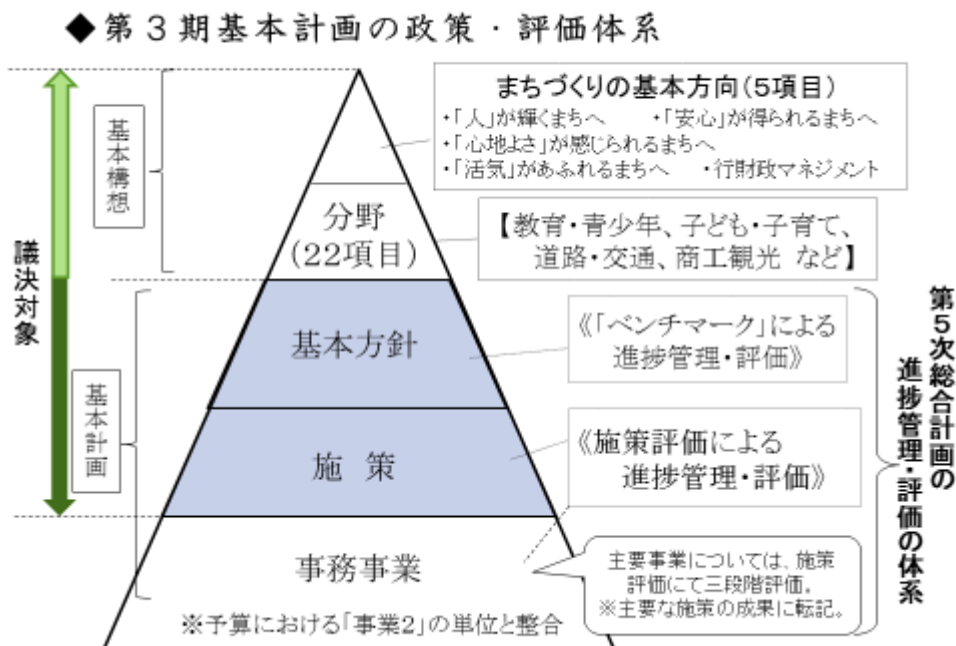 ◆第3期基本計画の政策・評価体系
まちづくりの基本方向(5項目)
・「人」が輝くまちへ ・「安心」が得られるまちへ
・「心地よさ」が感じられるまちへ
・「活気」があふれるまちへ ・行財政マネジメント
基本構想
分野
(22項目)
【教育・青少年、子ども・子育て、
道路・交通、商工観光 など】
議決対象
基本方針
《「ベンチマーク」による
進捗管理・評価》
基本計画
施策
《施策評価による
進捗管理・評価》
第5次総合計画の
進捗管理・評価の体系
事務事業
主要事業については、施策
評価にて三段階評価。
※主要な施策の成果に転記。
※予算における「事業2」の単位と整合